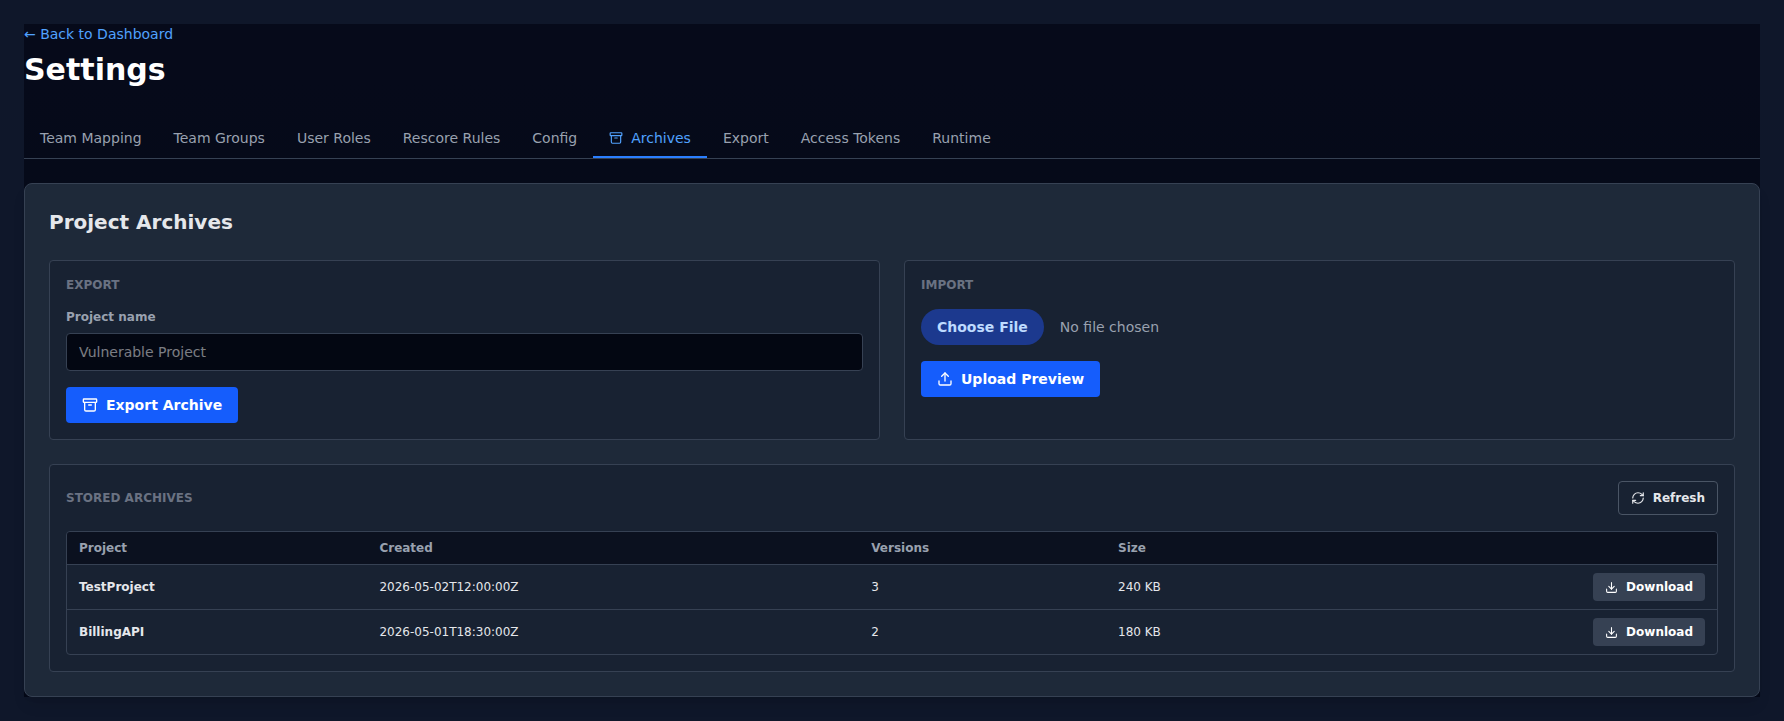 ← Back to Dashboard
Settings
Team Mapping Team Groups User Roles Rescore Rules Config Archives Export Access Tokens Runtime
Project Archives
EXPORT
Project name
Vulnerable Project
Export Archive
IMPORT
Choose File No file chosen
Upload Preview
STORED ARCHIVES
Refresh
Project Created Versions Size
TestProject 2026-05-02T12:00:00Z 3 240 KB Download
BillingAPI 2026-05-01T18:30:00Z 2 180 KB Download